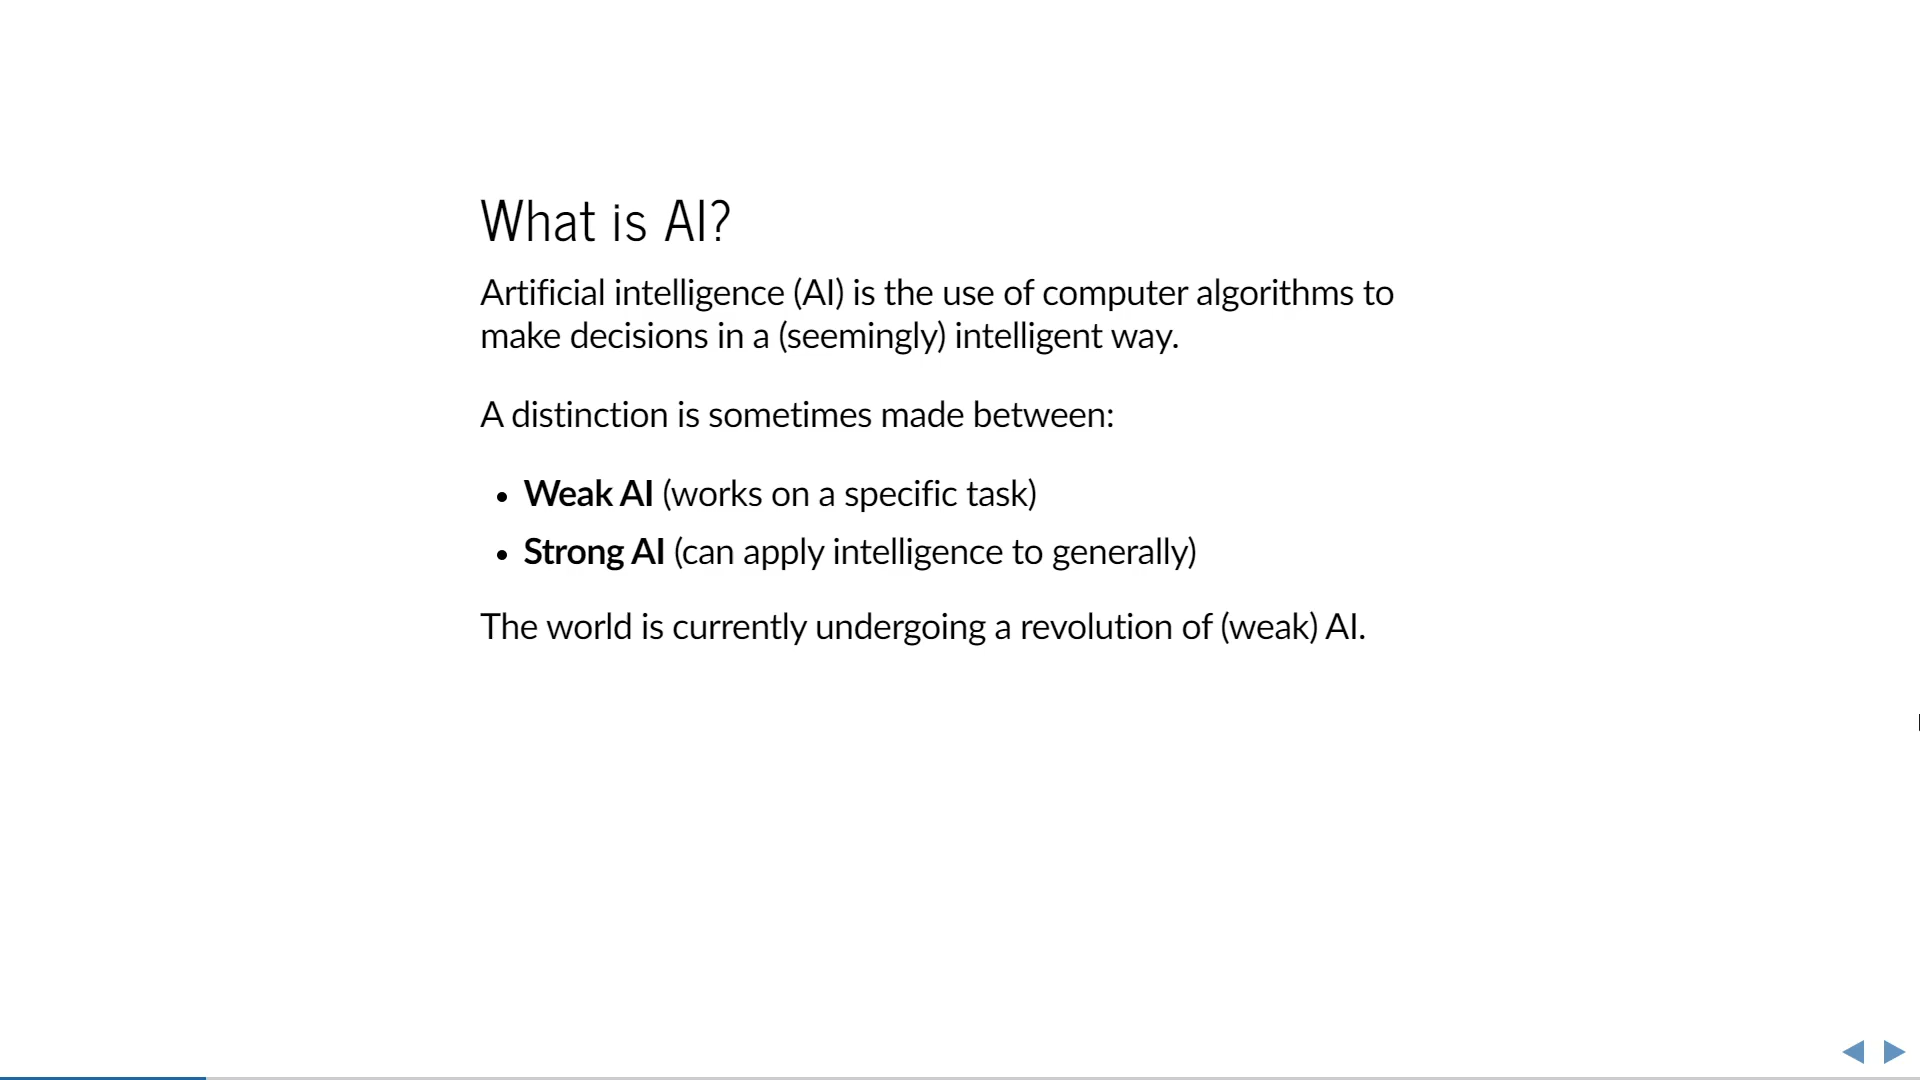 What is AI?
Artificial intelligence (AI) is the use of computer algorithms to
make decisions in a (seemingly) intelligent way.
A distinction is sometimes made between:
• Weak AI (works on a specific task)
• Strong AI (can apply intelligence to generally)
The world is currently undergoing a revolution of (weak) AI.